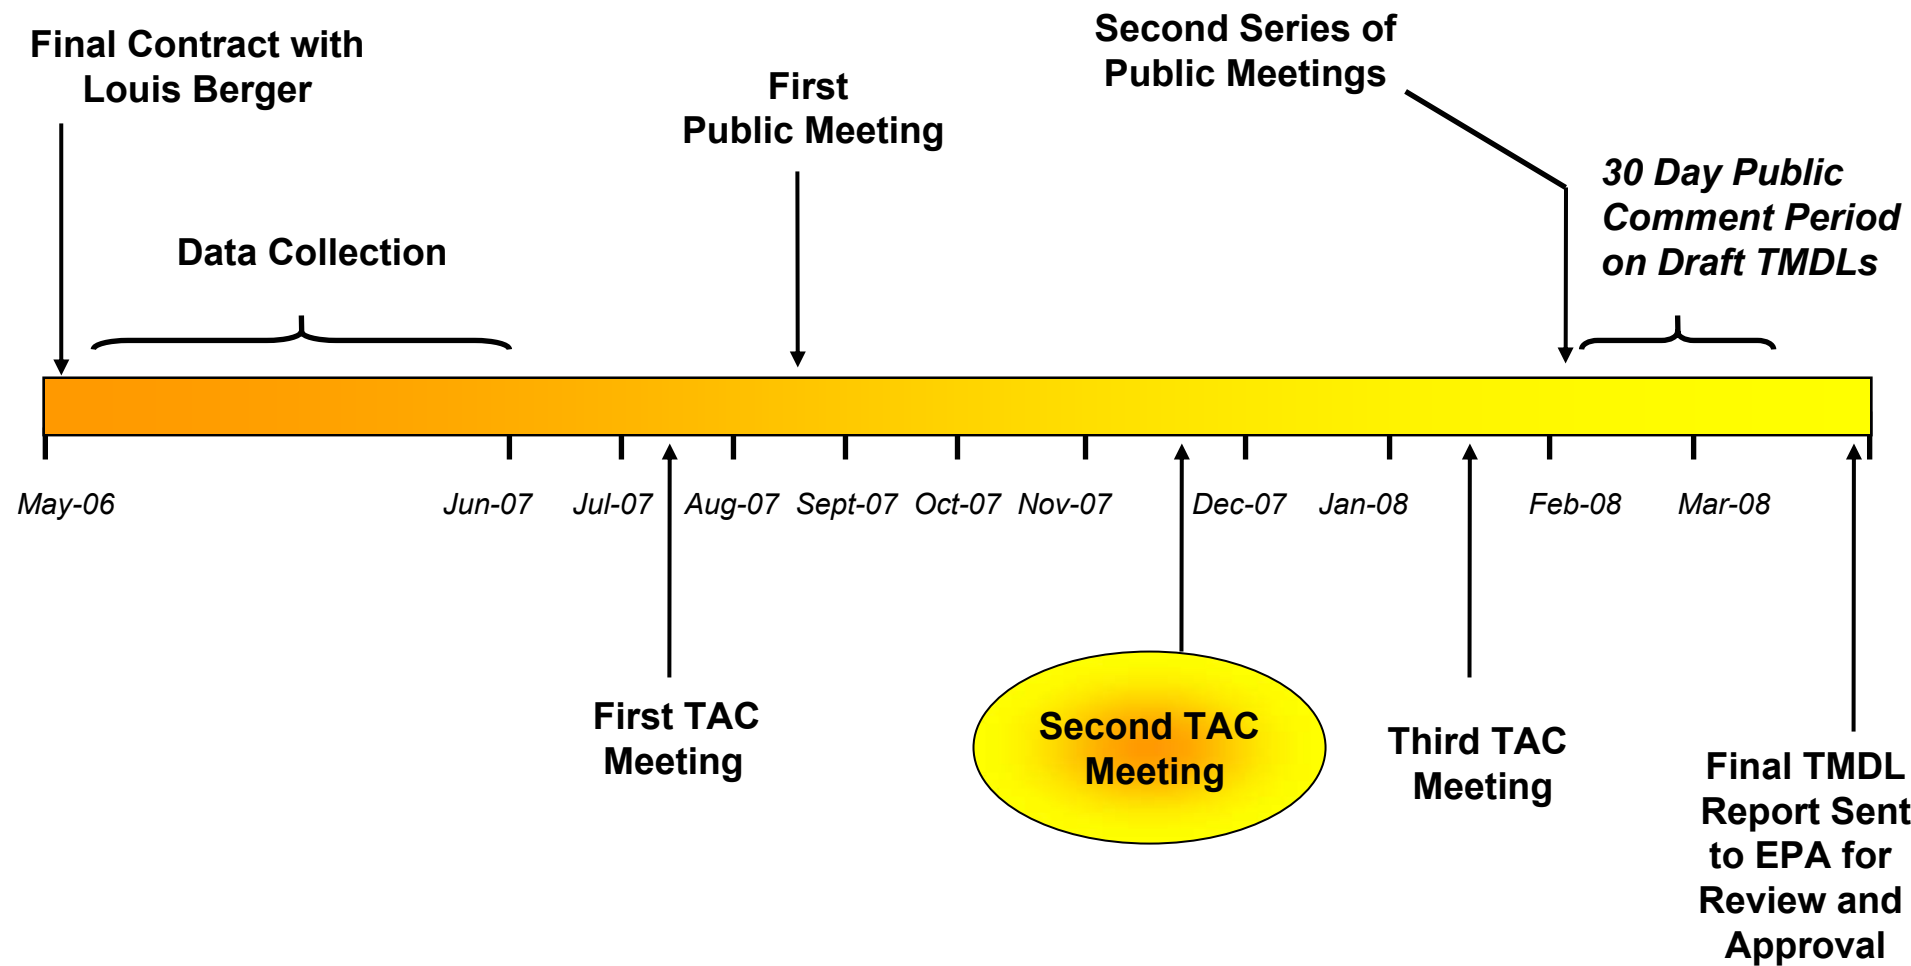 Final Contract with
Louis Berger
Data Collection
First
Public Meeting
Second Series of
Public Meetings
30 Day Public
Comment Period
on Draft TMDLs
May-06
Jun-07
Jul-07
Aug-07
Sept-07
Oct-07
Nov-07
Dec-07
Jan-08
Feb-08
Mar-08
First TAC
Meeting
Second TAC
Meeting
Third TAC
Meeting
Final TMDL
Report Sent
to EPA for
Review and
Approval